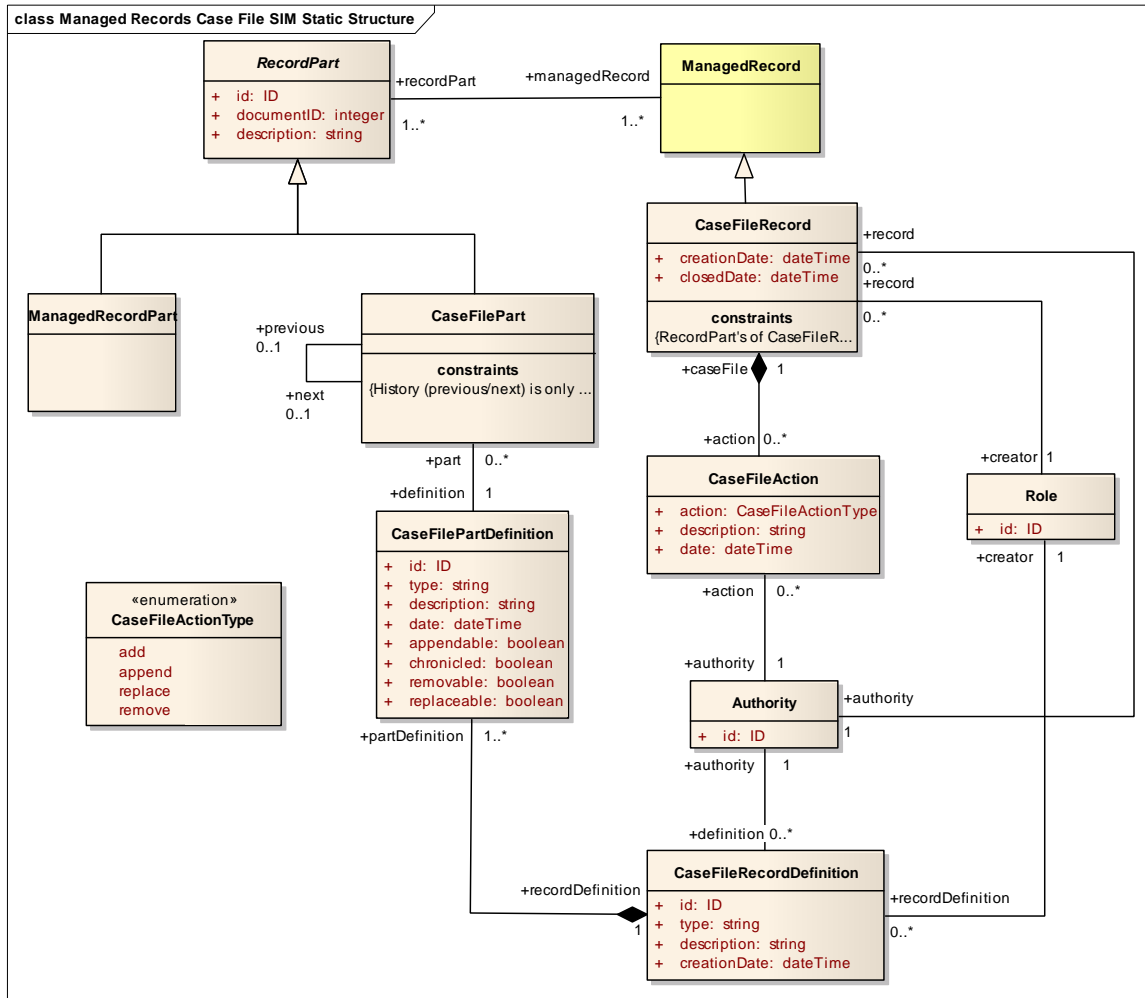 class Managed Records Case File SIM Static Structure
RecordPart
+ id: ID
+ documentID: integer
+ description: string
+recordPart
1..*
+managedRecord
1..*
ManagedRecord
CaseFileRecord
+ creationDate: dateTime
+ closedDate: dateTime
constraints
{RecordPart's of CaseFileR...
+record
0..*
+record
0..*
ManagedRecordPart
+previous
0..1
+next
0..1
CaseFilePart
constraints
{History (previous/next) is only ...
+caseFile 1
+action 0..*
+part 0..*
+definition 1
CaseFileAction
+ action: CaseFileActionType
+ description: string
+ date: dateTime
+creator 1
Role
+ id: ID
+creator 1
CaseFilePartDefinition
+ id: ID
+ type: string
+ description: string
+ date: dateTime
+ appendable: boolean
+ chronicled: boolean
+ removable: boolean
+ replaceable: boolean
«enumeration»
CaseFileActionType
add
append
replace
remove
+action 0..*
+authority 1
Authority
+ id: ID
+authority
1
+authority 1
+partDefinition 1..*
+definition 0..*
+recordDefinition
1
CaseFileRecordDefinition
+ id: ID
+ type: string
+ description: string
+ creationDate: dateTime
+recordDefinition
0..*